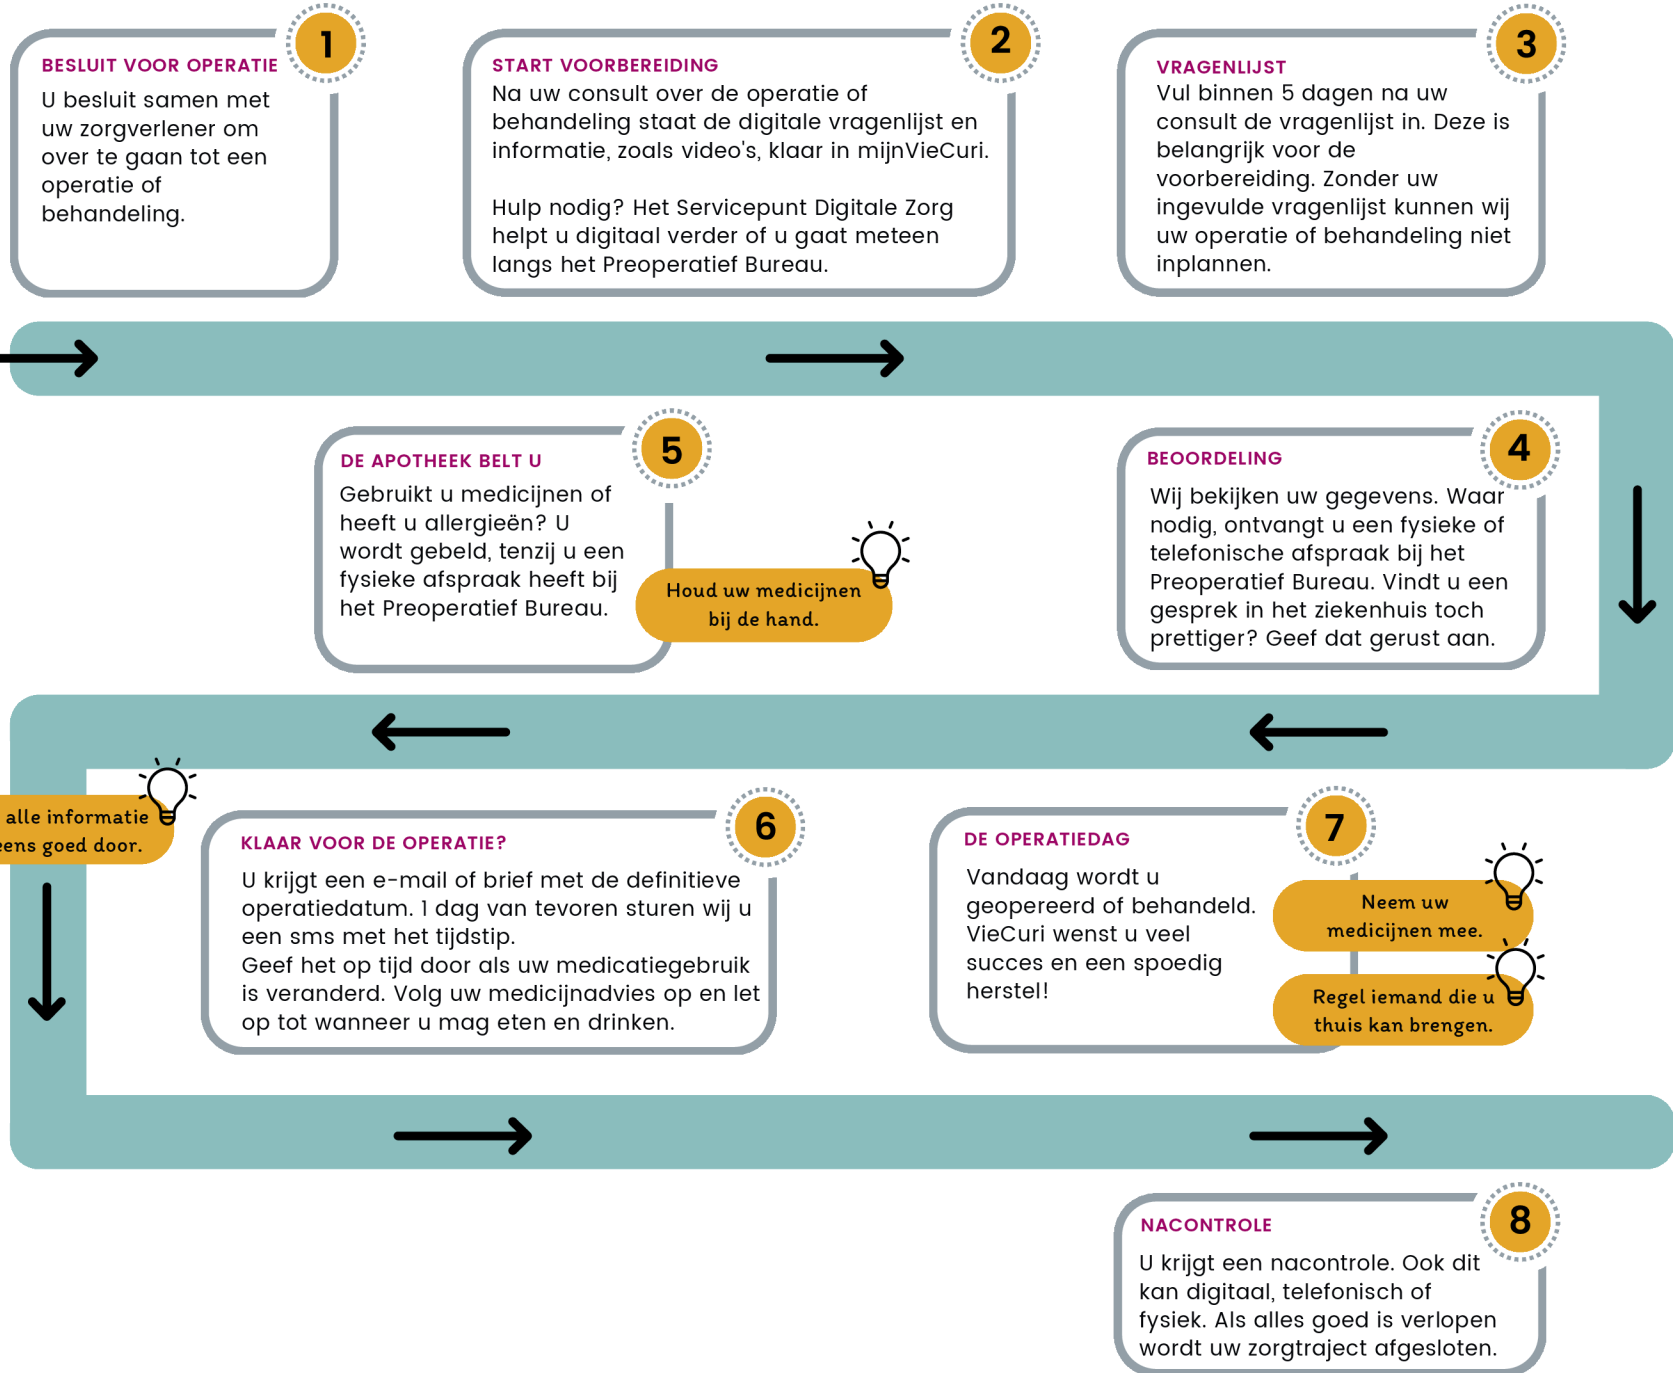 1
BESLUIT VOOR OPERATIE
U besluit samen met
uw zorgverlener om
over te gaan tot een
operatie of
behandeling.
2
START VOORBEREIDING
Na uw consult over de operatie of
behandeling staat de digitale vragenlijst en
informatie, zoals video's, klaar in mijnVieCuri.
Hulp nodig? Het Servicepunt Digitale Zorg
helpt u digitaal verder of u gaat meteen
langs het Preoperatief Bureau.
3
VRAGENLIJST
Vul binnen 5 dagen na uw
consult de vragenlijst in. Deze is
belangrijk voor de
voorbereiding. Zonder uw
ingevulde vragenlijst kunnen wij
uw operatie of behandeling niet
inplannen.
4
BEOORDELING
Wij bekijken uw gegevens. Waar
nodig, ontvangt u een fysieke of
telefonische afspraak bij het
Preoperatief Bureau. Vindt u een
gesprek in het ziekenhuis toch
prettiger? Geef dat gerust aan.
5
DE APOTHEEK BELT U
Gebruikt u medicijnen of
heeft u allergieën? U
wordt gebeld, tenzij u een
fysieke afspraak heeft bij
het Preoperatief Bureau.
Houd uw medicijnen
bij de hand.
alle informatie
goed door.
6
KLAAR VOOR DE OPERATIE?
U krijgt een e-mail of brief met de definitieve
operatiedatum. 1 dag van tevoren sturen wij u
een sms met het tijdstip.
Geef het op tijd door als uw medicatiegebruik
is veranderd. Volg uw medicijnadvies op en let
op tot wanneer u mag eten en drinken.
7
DE OPERATIEDAG
Vandaag wordt u
geopereerd of behandeld.
VieCuri wenst u veel
succes en een spoedig
herstel!
Neem uw
medicijnen mee.
Regel iemand die u
thuis kan brengen.
8
NACONTROLE
U krijgt een nacontrole. Ook dit
kan digitaal, telefonisch of
fysiek. Als alles goed is verlopen
wordt uw zorgtraject afgesloten.